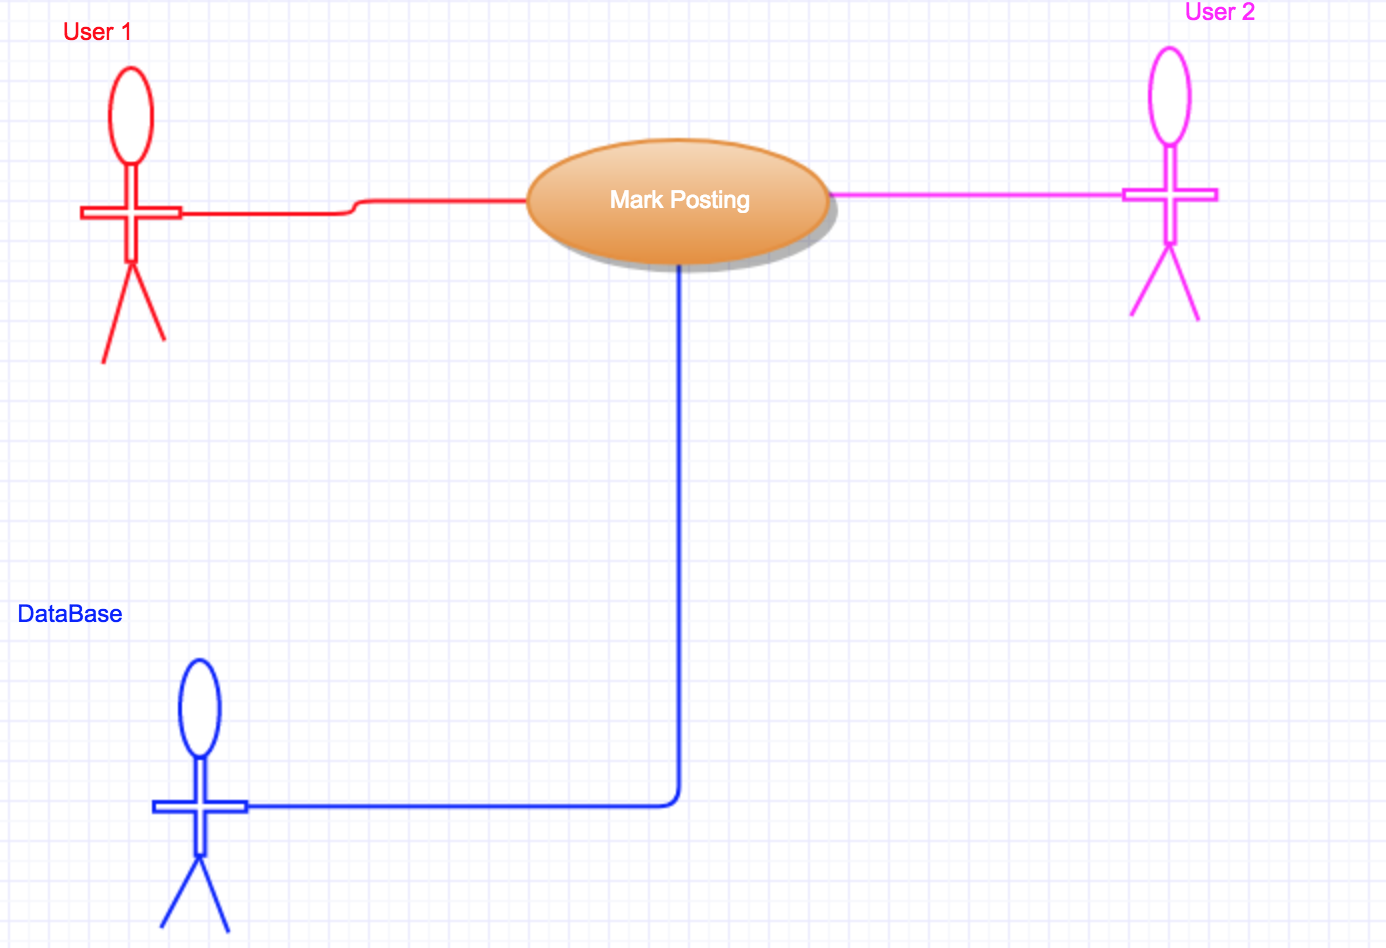 User 1
User 2
Mark Posting
DataBase